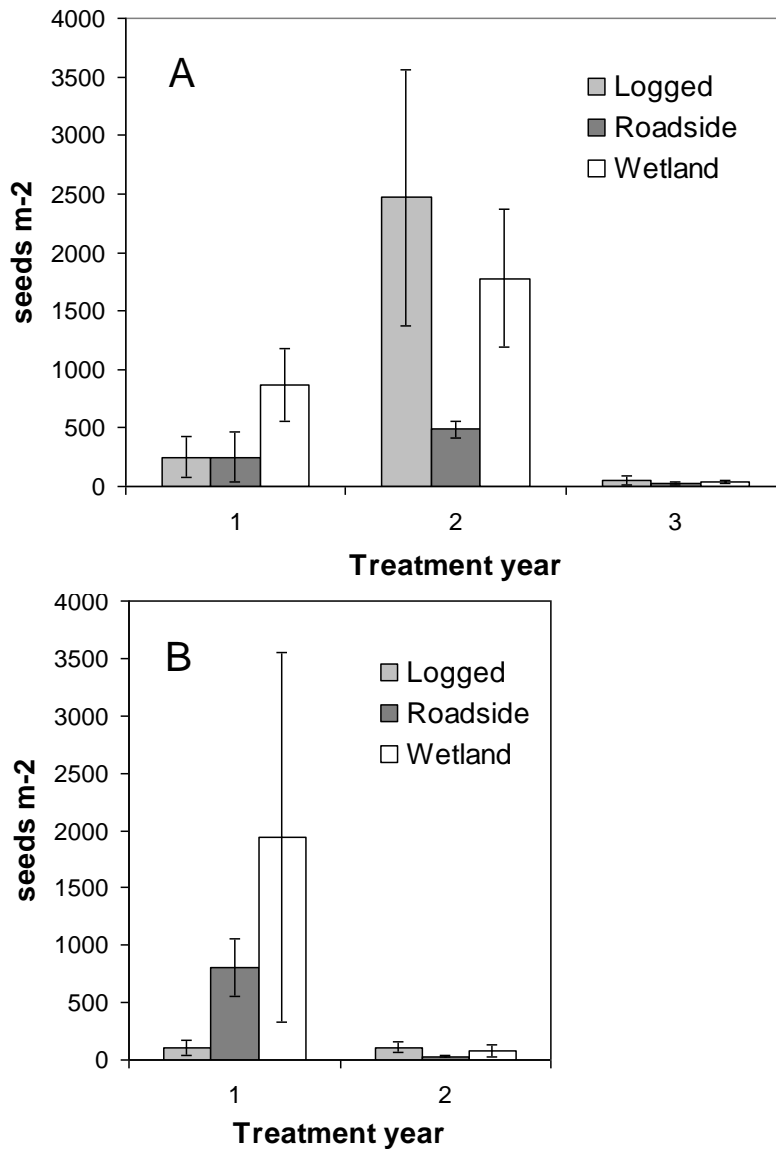 4000
3500
3000
2500
2000
1500
1000
500
0
seeds m-2
A
Logged
Roadside
Wetland
1 2 3
Treatment year
4000
3500
3000
2500
2000
1500
1000
500
0
seeds m-2
B
Logged
Roadside
Wetland
1 2
Treatment year